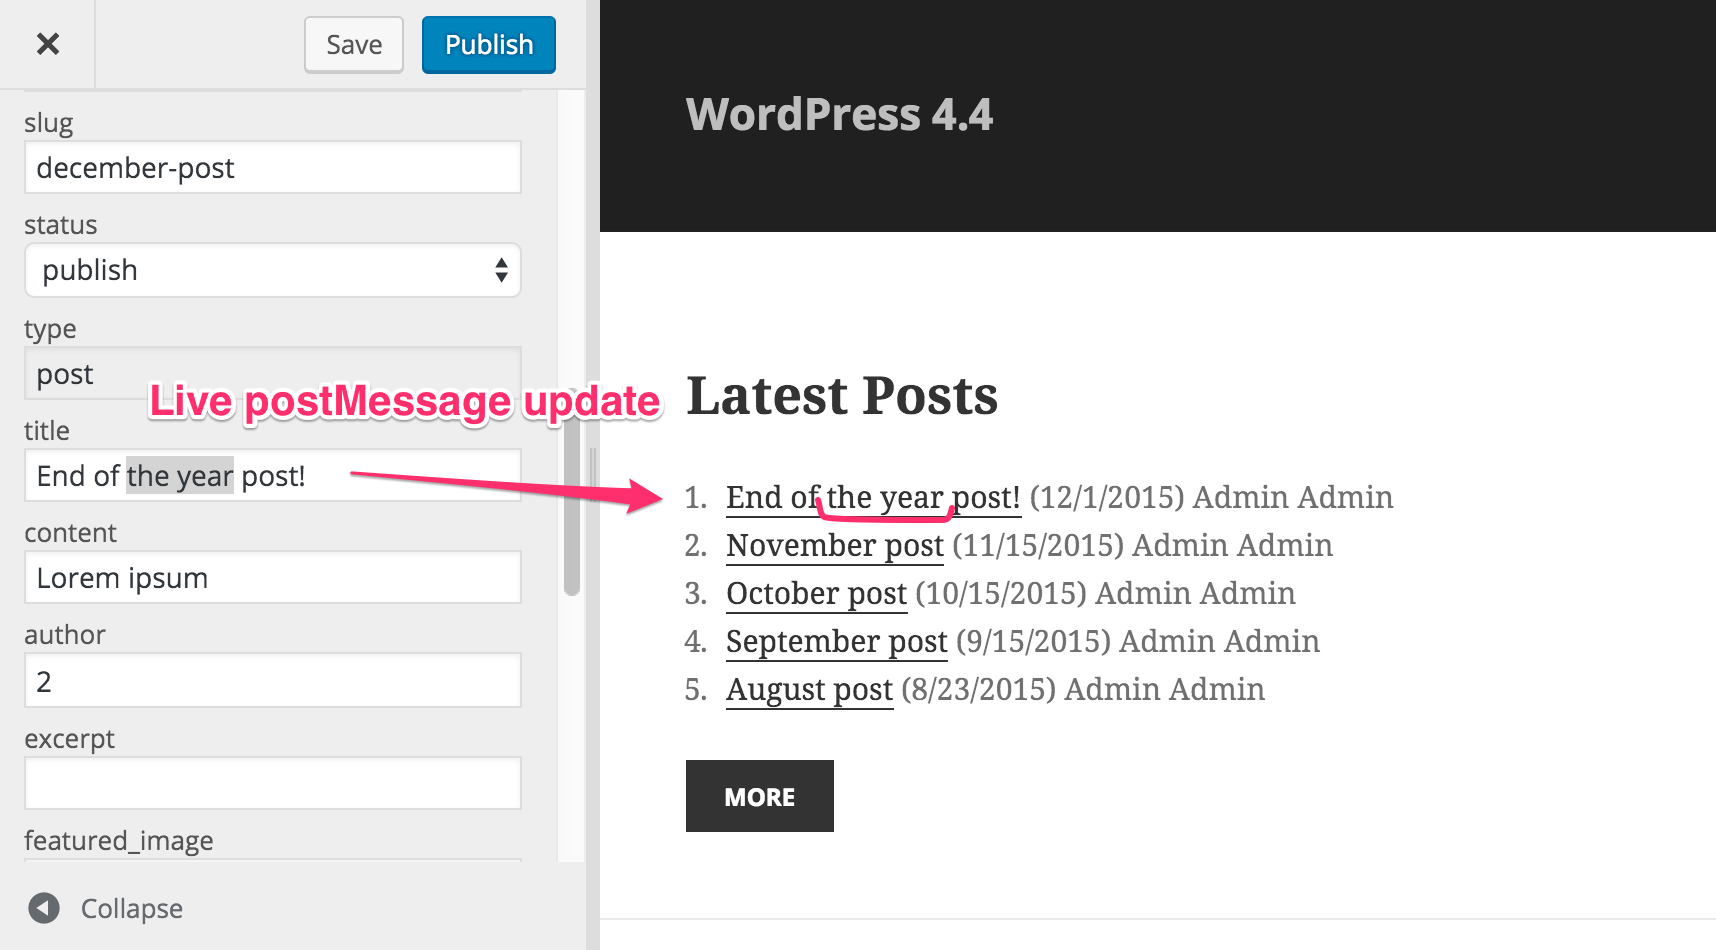 Save
Publish
slug
december-post
status
publish
type
post
title
End of the year post!
content
Lorem ipsum
author
2
excerpt
featured_image
Collapse
Live postMessage update
WordPress 4.4
Latest Posts
1. End of the year post! (12/1/2015) Admin Admin
2. November post (11/15/2015) Admin Admin
3. October post (10/15/2015) Admin Admin
4. September post (9/15/2015) Admin Admin
5. August post (8/23/2015) Admin Admin
MORE